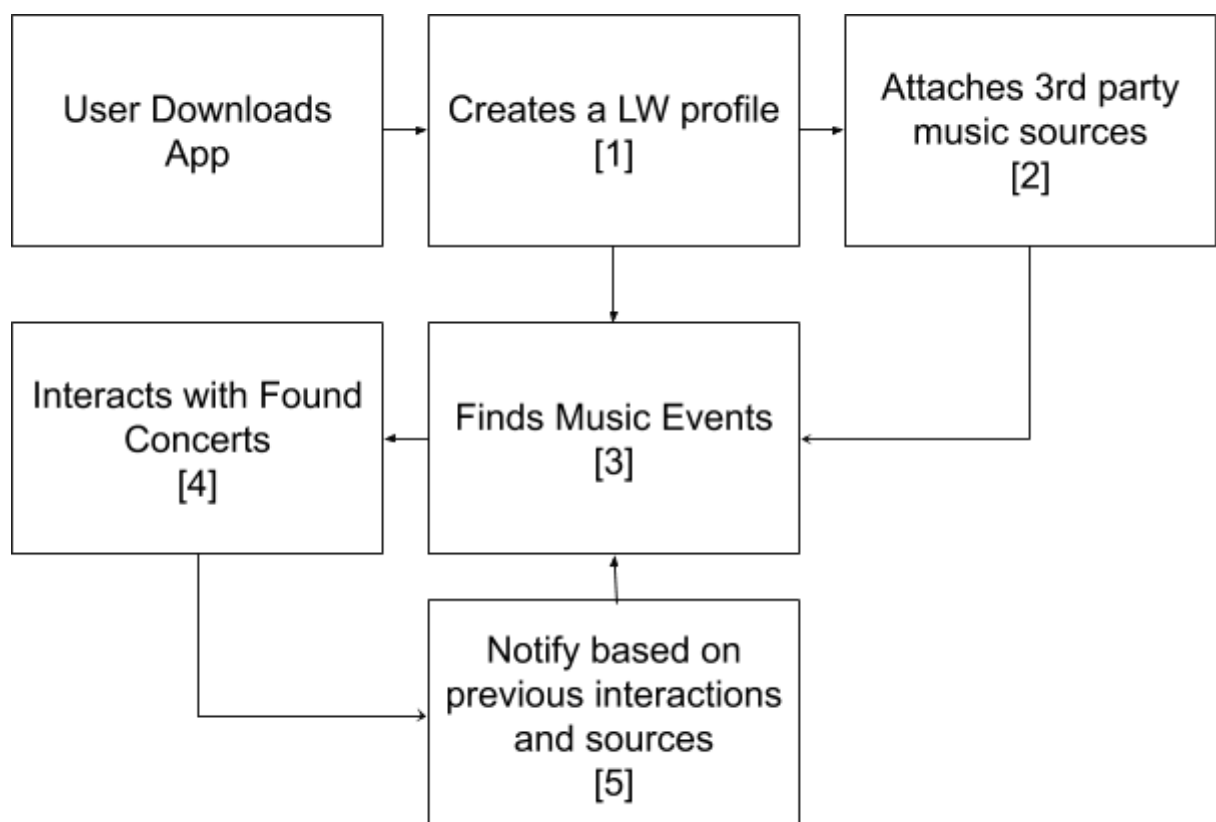 User Downloads
App
Creates a LW profile
[1]
Attaches 3rd party
music sources
[2]
Interacts with Found
Concerts
[4]
Finds Music Events
[3]
Notify based on
previous interactions
and sources
[5]